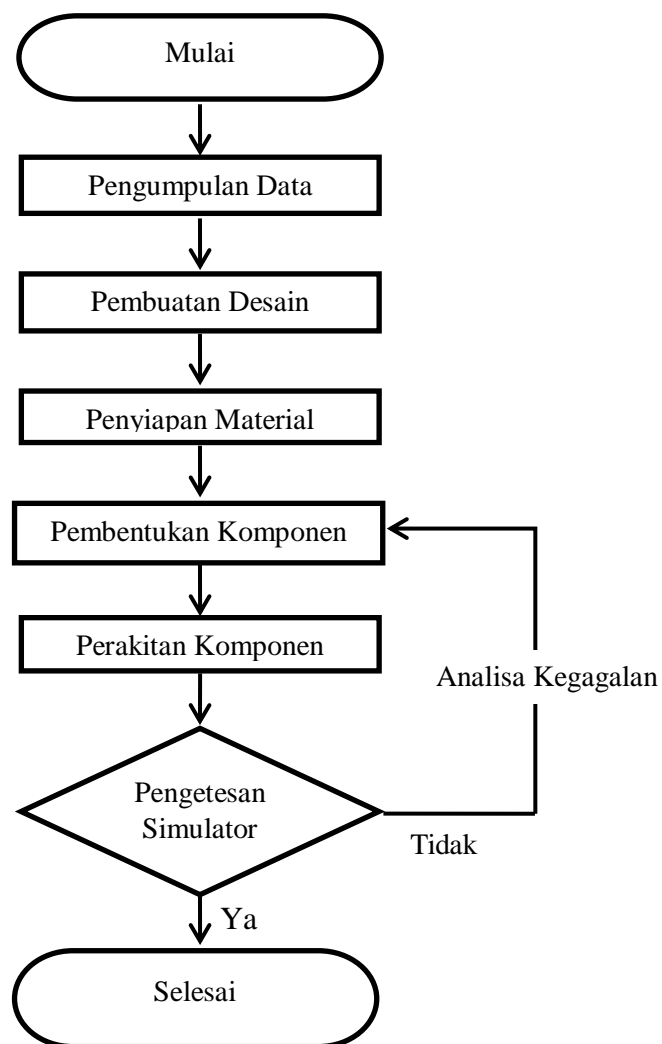 Mulai
Pengumpulan Data
Pembuatan Desain
Penyiapan Material
Pembentukan Komponen
Perakitan Komponen
Analisa Kegagalan
Pengetesan
Simulator
Tidak
Ya
Selesai